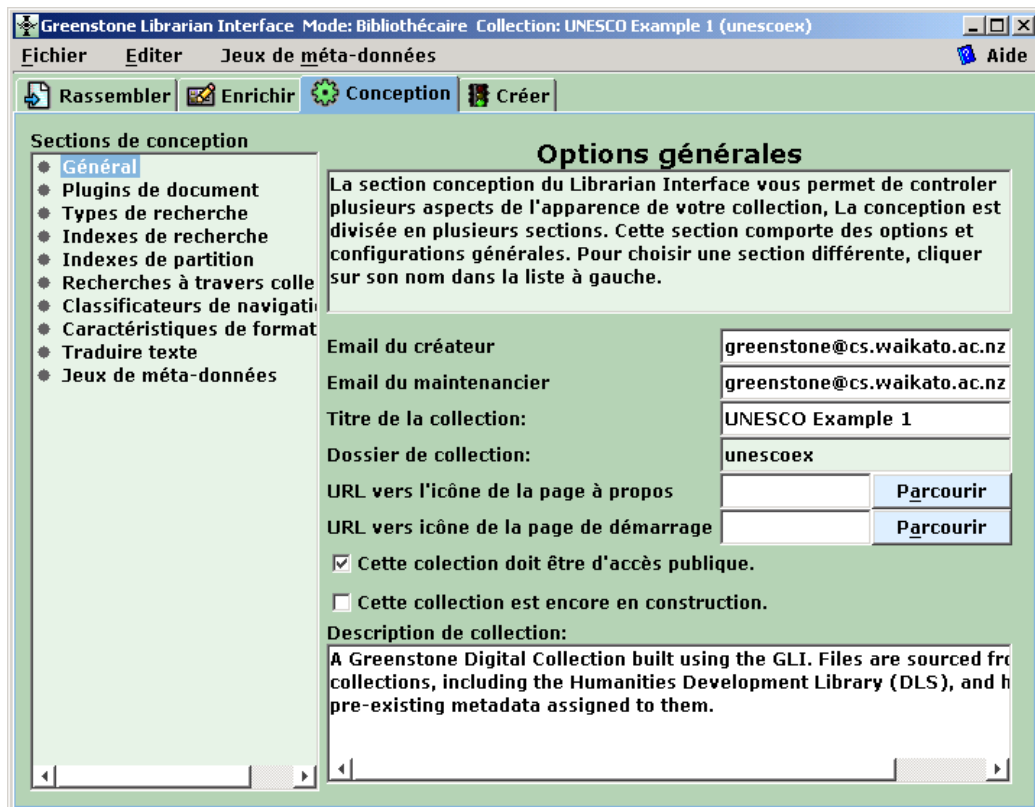 Greenstone Librarian Interface Mode: Bibliothécaire Collection: UNESCO Example 1 (unescoex)
Fichier Editer Jeux de méta-données Aide
Rassembler Enrichir Conception Créer
Sections de conception
Général
Plugins de document
Types de recherche
Indexes de recherche
Indexes de partition
Recherches à travers colle
Classificateurs de navigati
Caractéristiques de format
Traduire texte
Jeux de méta-données
Options générales
La section conception du Librarian Interface vous permet de controler
plusieurs aspects de l'apparence de votre collection, La conception est
divisée en plusieurs sections. Cette section comporte des options et
configurations générales. Pour choisir une section différente, cliquer
sur son nom dans la liste à gauche.
Email du créateur greenstone@cs.waikato.ac.nz
Email du maintenancier greenstone@cs.waikato.ac.nz
Titre de la collection: UNESCO Example 1
Dossier de collection: unescoex
URL vers l'icône de la page à propos Parcourir
URL vers icône de la page de démarrage Parcourir
Cette colection doit être d'accès publique.
Cette collection est encore en construction.
Description de collection:
A Greenstone Digital Collection built using the GLI. Files are sourced fro
collections, including the Humanities Development Library (DLS), and h
pre-existing metadata assigned to them.